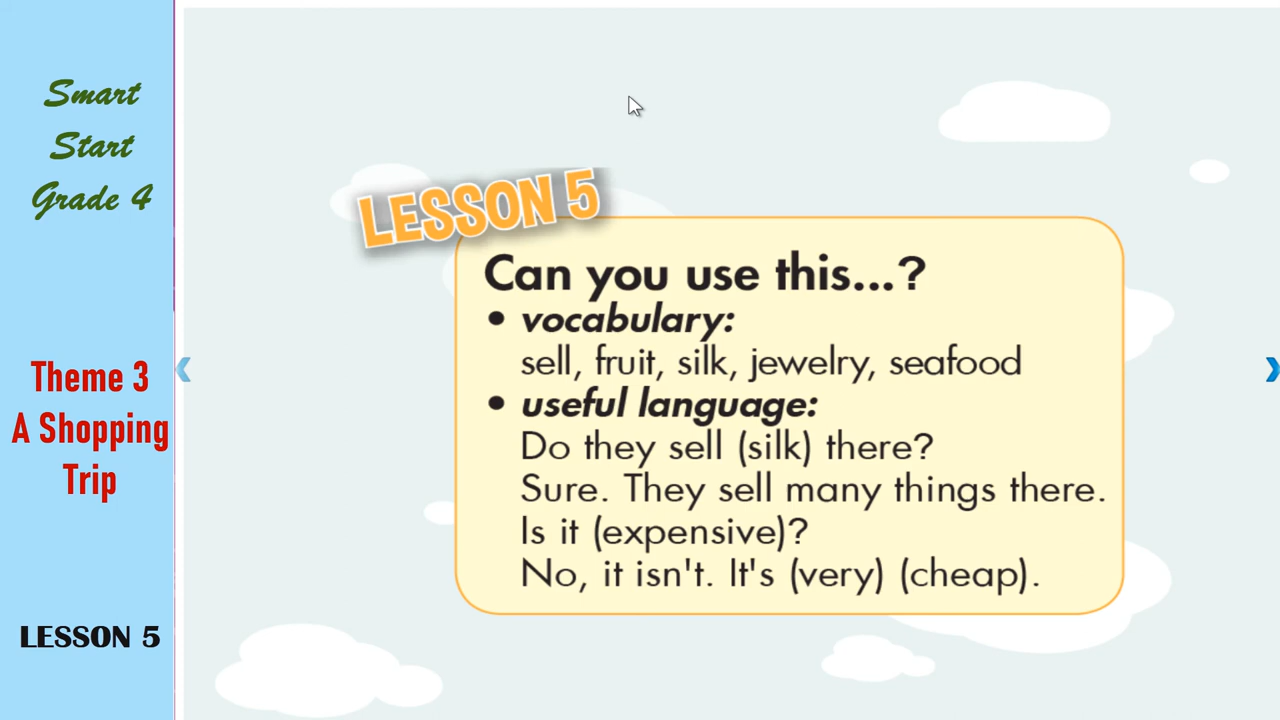 Smart
Start
Grade 4
Theme 3
A Shopping
Trip
LESSON 5
LESSON 5
Can you use this...?
• vocabulary:
sell, fruit, silk, jewelry, seafood
• useful language:
Do they sell (silk) there?
Sure. They sell many things there.
Is it (expensive)?
No, it isn't. It's (very) (cheap).